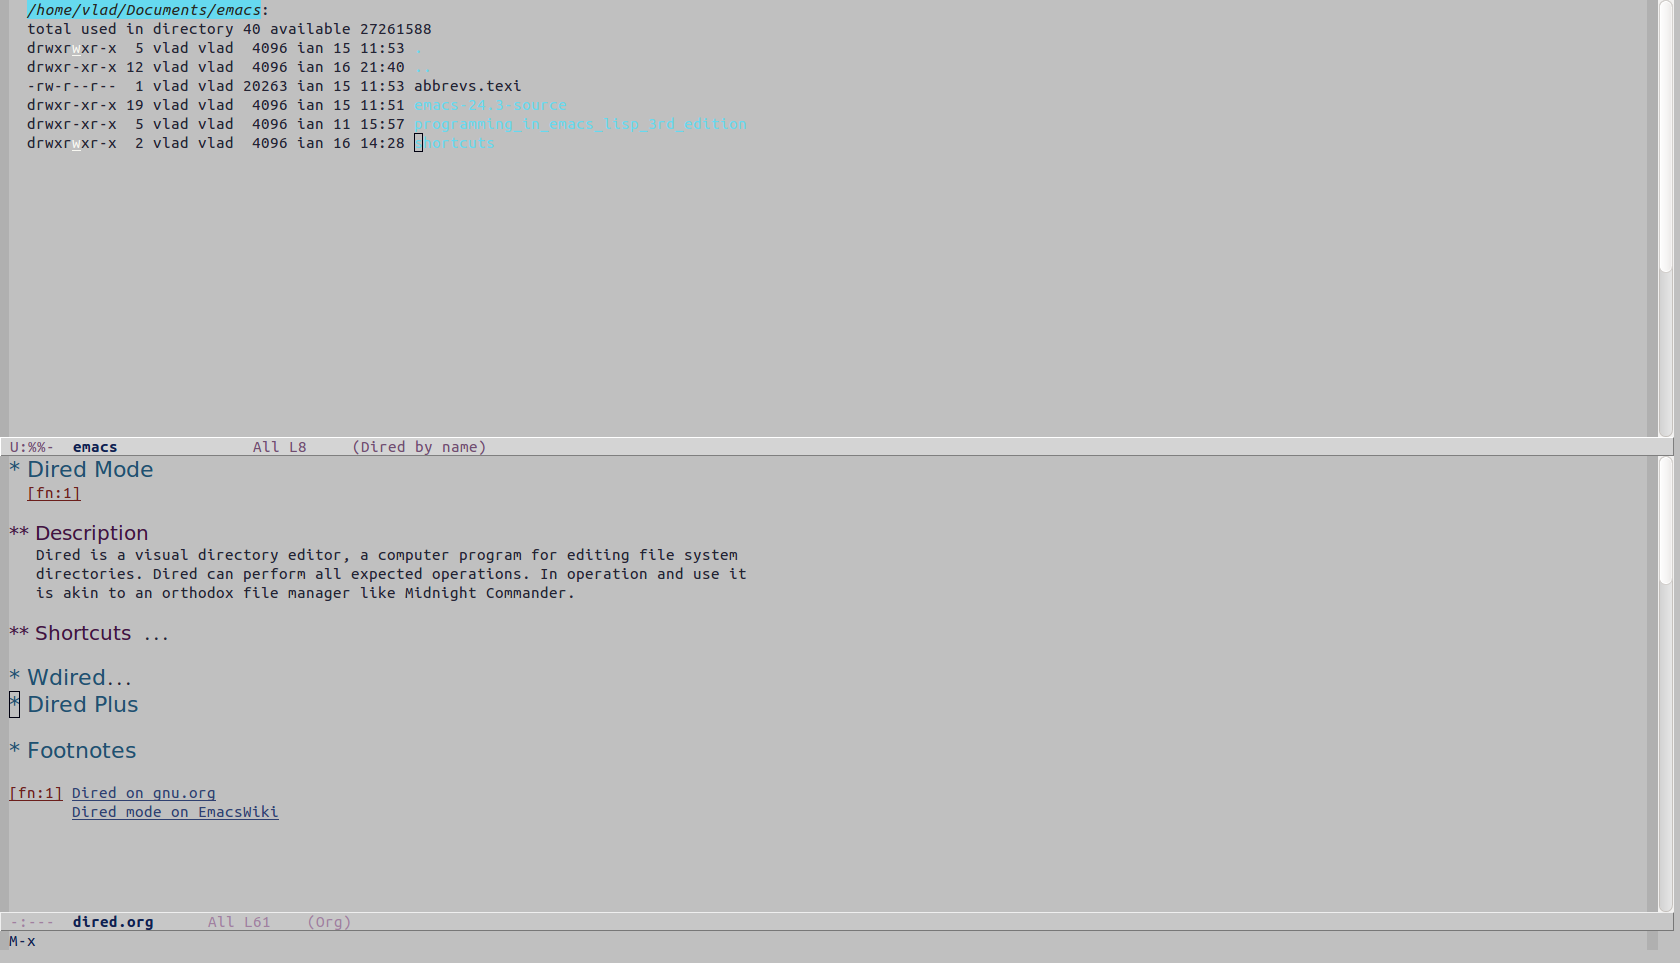 /home/vlad/Documents/emacs:
total used in directory 40 available 27261588
drwxrwxr-x  5 vlad vlad  4096 ian 15 11:53 .
drwxr-xr-x 12 vlad vlad  4096 ian 16 21:40 ..
-rw-r--r--  1 vlad vlad 20263 ian 15 11:53 abbrevs.texi
drwxr-xr-x 19 vlad vlad  4096 ian 15 11:51 emacs-24.3-source
drwxr-xr-x  5 vlad vlad  4096 ian 11 15:57 programming_in_emacs_lisp_3rd_edition
drwxrwxr-x  2 vlad vlad  4096 ian 16 14:28 shortcuts
U:%%-  emacs  All L8  (Dired by name)
* Dired Mode
[fn:1]
** Description
Dired is a visual directory editor, a computer program for editing file system
directories. Dired can perform all expected operations. In operation and use it
is akin to an orthodox file manager like Midnight Commander.
** Shortcuts ...
* Wdired...
* Dired Plus
* Footnotes
[fn:1] Dired on gnu.org
Dired mode on EmacsWiki
-:---  dired.org  All L61  (Org)
M-x